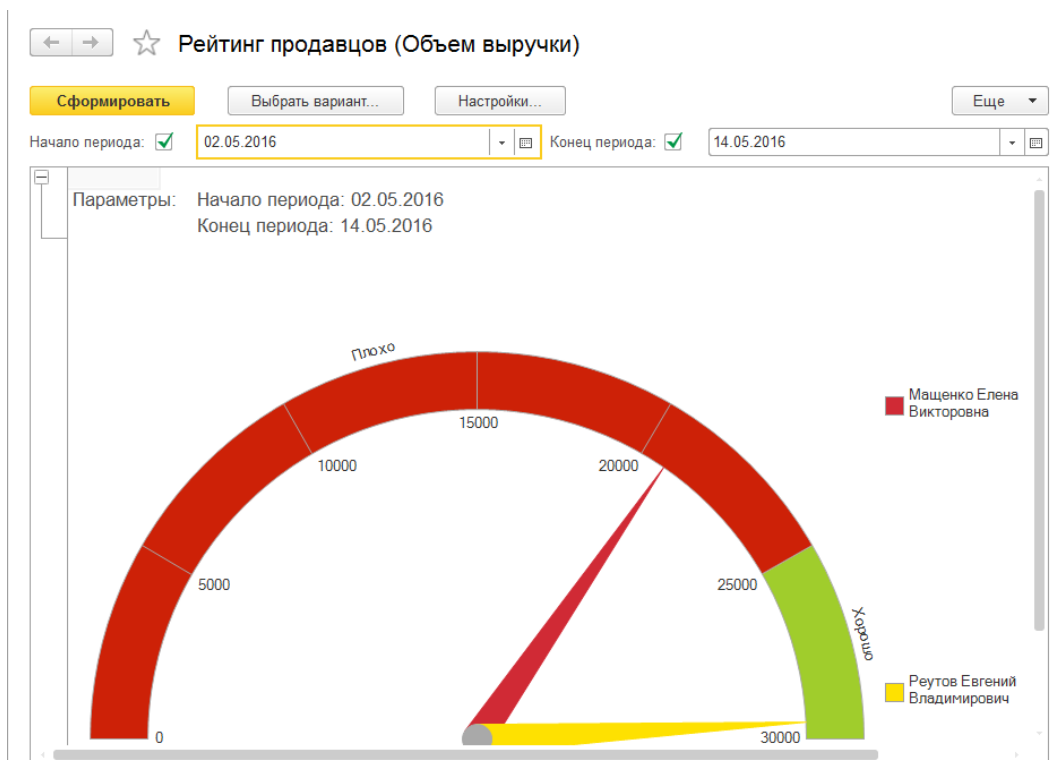 Рейтинг продавцов (Объем выручки)
Сформировать
Выбрать вариант...
Настройки...
Еще
Начало периода:
02.05.2016
Конец периода:
14.05.2016
Параметры:
Начало периода: 02.05.2016
Конец периода: 14.05.2016
Плохо
15000
10000
20000
5000
25000
Хорошо
0
30000
Мащенко Елена
Викторовна
Реутов Евгений
Владимирович